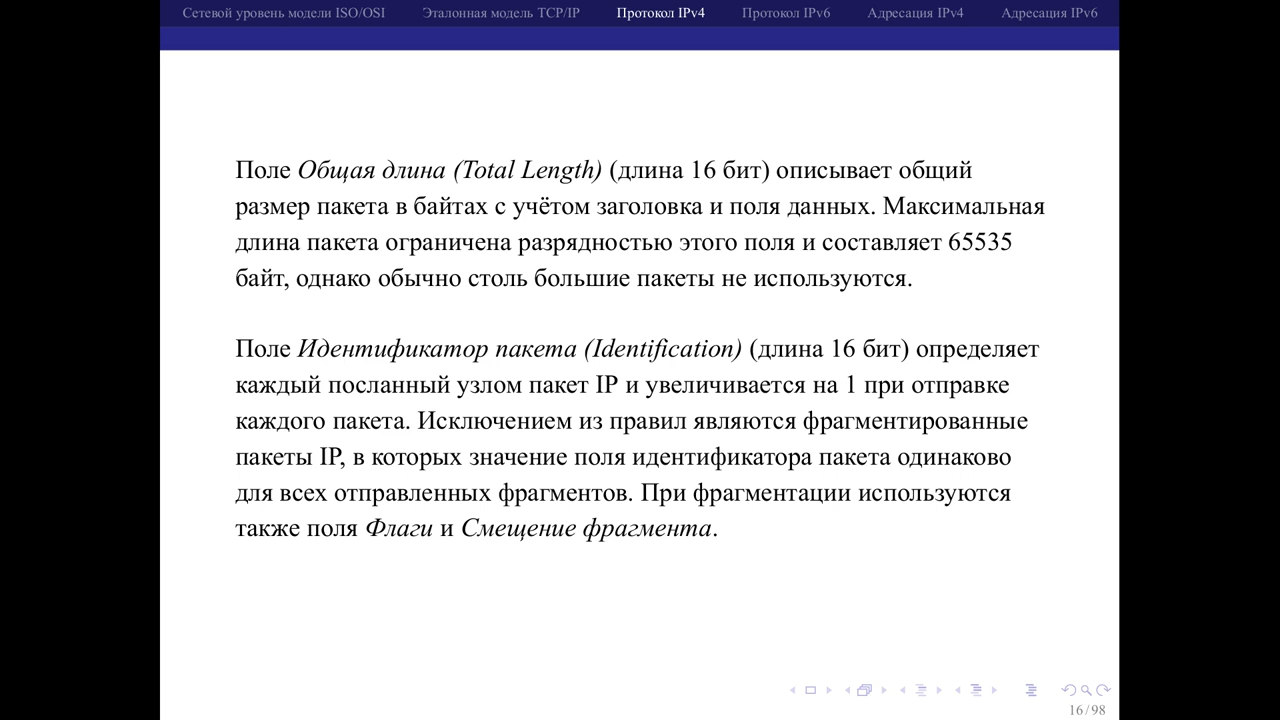 Сетевой уровень модели ISO/OSI Эталонная модель TCP/IP Протокол IPv4 Протокол IPv6 Адресация IPv4 Адресация IPv6
Поле Общая длина (Total Length) (длина 16 бит) описывает общий
размер пакета в байтах с учётом заголовка и поля данных. Максимальная
длина пакета ограничена разрядностью этого поля и составляет 65535
байт, однако обычно столь большие пакеты не используются.
Поле Идентификатор пакета (Identification) (длина 16 бит) определяет
каждый посланный узлом пакет IP и увеличивается на 1 при отправке
каждого пакета. Исключением из правил являются фрагментированные
пакеты IP, в которых значение поля идентификатора пакета одинаково
для всех отправленных фрагментов. При фрагментации используются
также поля Флаги и Смещение фрагмента.
16 / 98